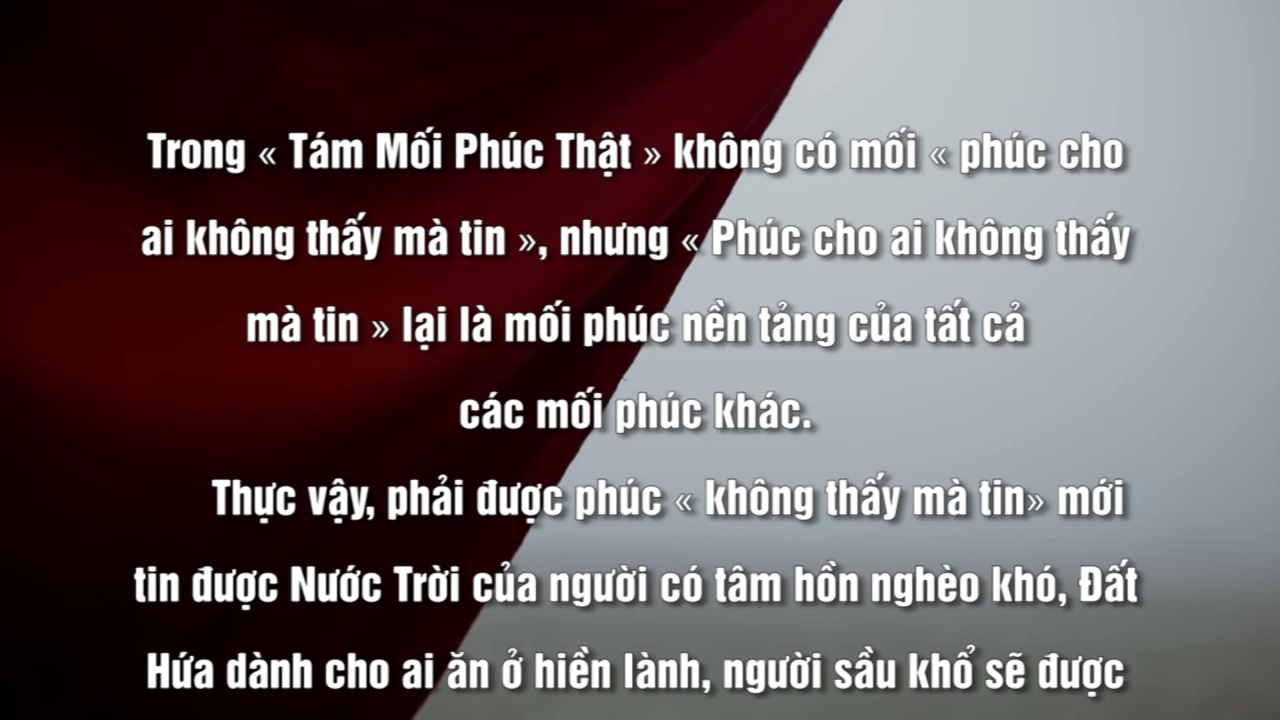 Trong « Tám Mối Phúc Thật » không có mối « phúc cho
ai không thấy mà tin », nhưng « Phúc cho ai không thấy
mà tin » lại là mối phúc nền tảng của tất cả
các mối phúc khác.
Thực vậy, phải được phúc « không thấy mà tin» mới
tin được Nước Trời của người có tâm hồn nghèo khó, Đất
Hứa dành cho ai ăn ở hiền lành, người sầu khổ sẽ được